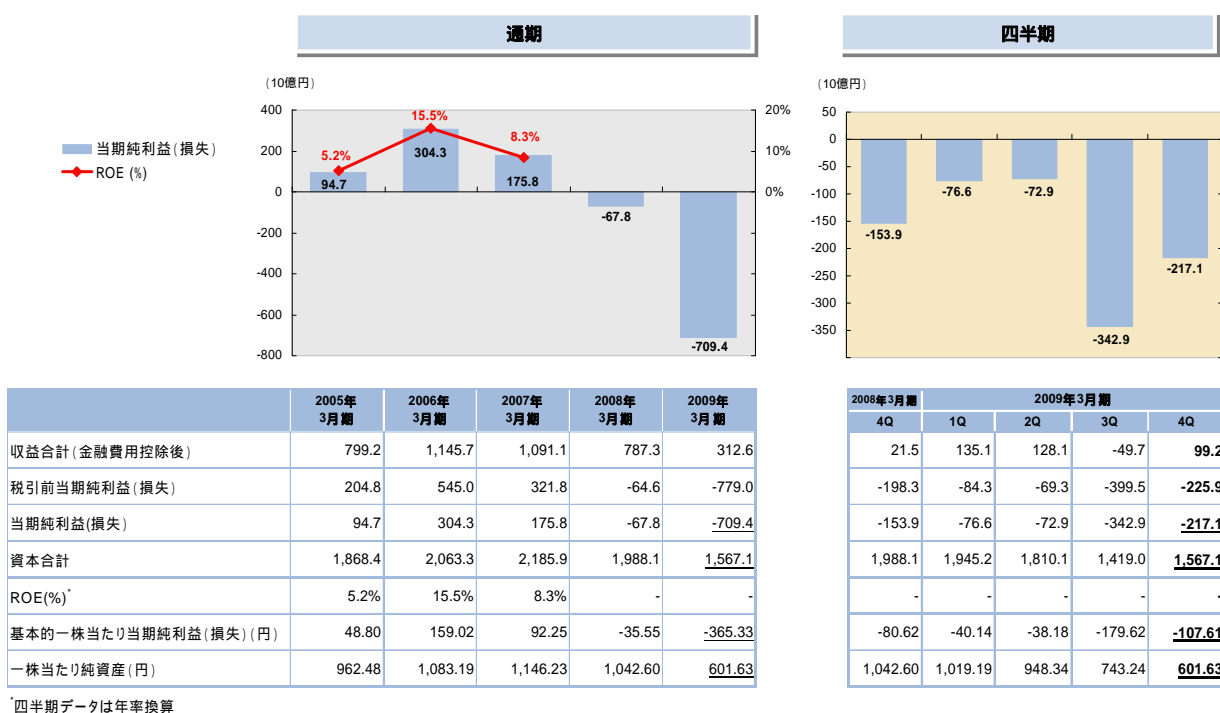 通期
四半期
(10億円)
(10億円)
当期純利益(損失)
ROE (%)
400
200
0
-200
-400
-600
-800
20%
10%
0%
5.2%
15.5%
8.3%
94.7
304.3
175.8
-67.8
-709.4
50
0
-50
-100
-150
-200
-250
-300
-350
-153.9
-76.6
-72.9
-342.9
-217.1
2005年 2006年 2007年 2008年 2009年
3月期 3月期 3月期 3月期 3月期
収益合計(金融費用控除後) 799.2 1,145.7 1,091.1 787.3 312.6
税引前当期純利益(損失) 204.8 545.0 321.8 -64.6 -779.0
当期純利益(損失) 94.7 304.3 175.8 -67.8 -709.4
資本合計 1,868.4 2,063.3 2,185.9 1,988.1 1,567.1
ROE(%)* 5.2% 15.5% 8.3% - -
基本的一株当たり当期純利益(損失)(円) 48.80 159.02 92.25 -35.55 -365.33
一株当たり純資産(円) 962.48 1,083.19 1,146.23 1,042.60 601.63
2008年3月期 2009年3月期
4Q 1Q 2Q 3Q 4Q
21.5 135.1 128.1 -49.7 99.2
-198.3 -84.3 -69.3 -399.5 -225.9
-153.9 -76.6 -72.9 -342.9 -217.1
1,988.1 1,945.2 1,810.1 1,419.0 1,567.1
- - - - -
-80.62 -40.14 -38.18 -179.62 -107.61
1,042.60 1,019.19 948.34 743.24 601.63
*四半期データは年率換算